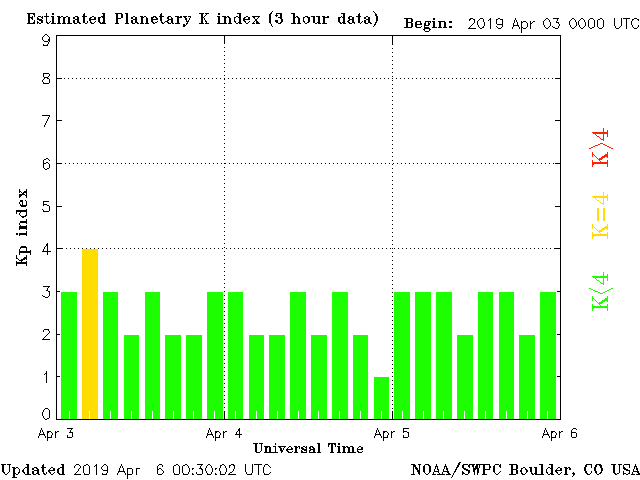 Estimated Planetary K index (3 hour data) Begin: 2019 Apr 03 0000 UTC
9
8
7
6
5
4
3
2
1
0
Kp index
K>4
K=4
K<4
Apr 3 Apr 4 Apr 5 Apr 6
Universal Time
Updated 2019 Apr 6 00:30:02 UTC NOAA/SWPC Boulder, CO USA